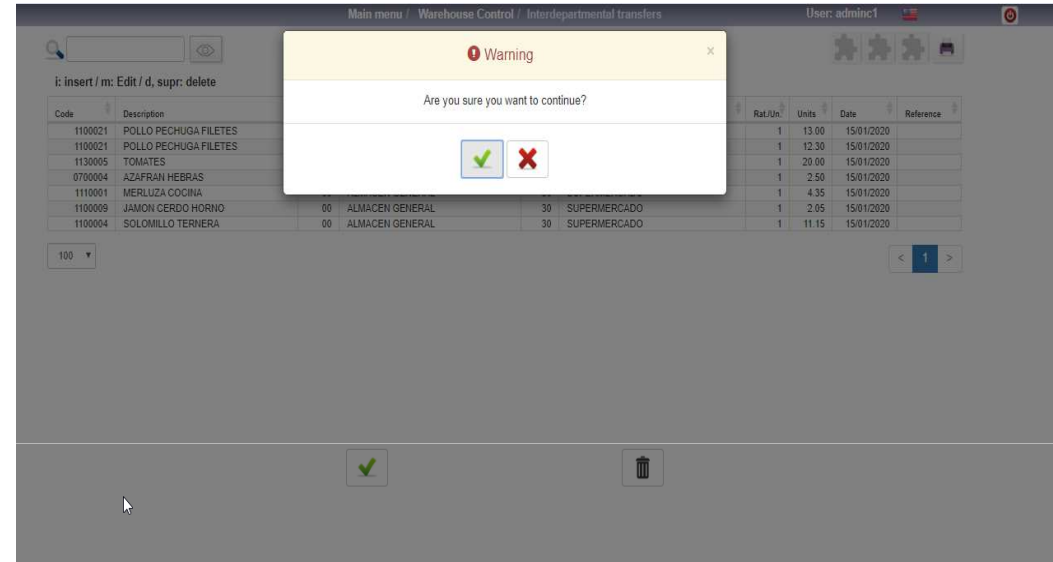 Main menu / Warehouse Control / Interdepartmental transfers User: adminc1
Warning ×
i: insert / m: Edit / d, supr: delete
Are you sure you want to continue?
Code Description Rat./Un. Units Date Reference
1100021 POLLO PECHUGA FILETES 1 13.00 15/01/2020
1100021 POLLO PECHUGA FILETES 1 12.30 15/01/2020
1130005 TOMATES 1 20.00 15/01/2020
0700004 AZAFRAN HEBRAS 1 2.50 15/01/2020
1110001 MERLUZA COCINA 1 4.35 15/01/2020
1100009 JAMON CERDO HORNO 00 ALMACEN GENERAL 30 SUPERMERCADO 1 2.05 15/01/2020
1100004 SOLOMILLO TERNERA 00 ALMACEN GENERAL 30 SUPERMERCADO 1 11.15 15/01/2020
100 < 1 >